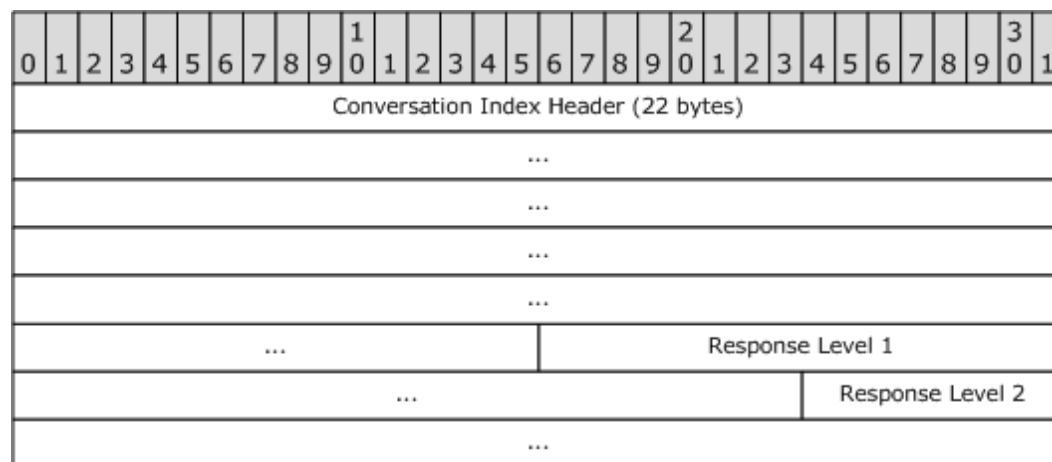 1 2 3
0 1 2 3 4 5 6 7 8 9 0 1 2 3 4 5 6 7 8 9 0 1 2 3 4 5 6 7 8 9 0 1
Conversation Index Header (22 bytes)
...
...
...
...
... Response Level 1
... Response Level 2
...